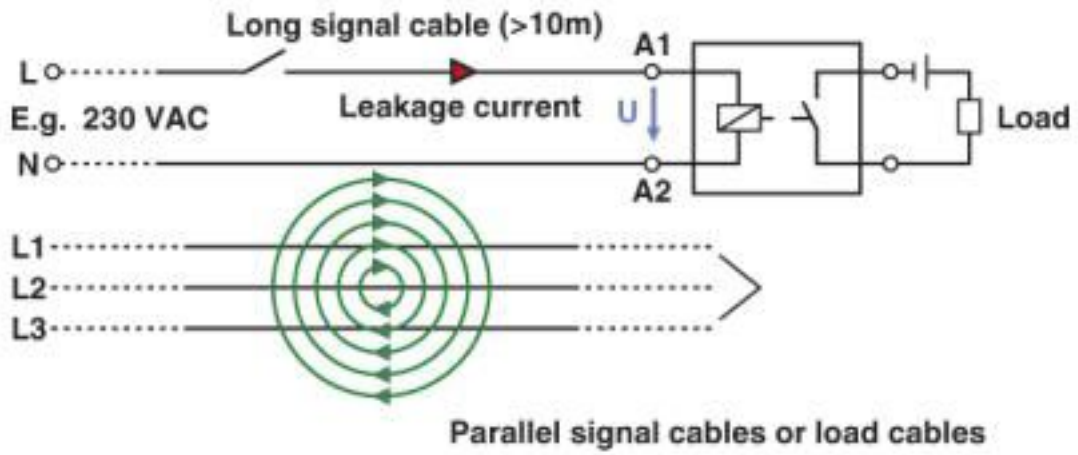 Long signal cable (>10m)
A1
L
Leakage current
U
E.g. 230 VAC
Load
N
A2
L1
L2
L3
Parallel signal cables or load cables